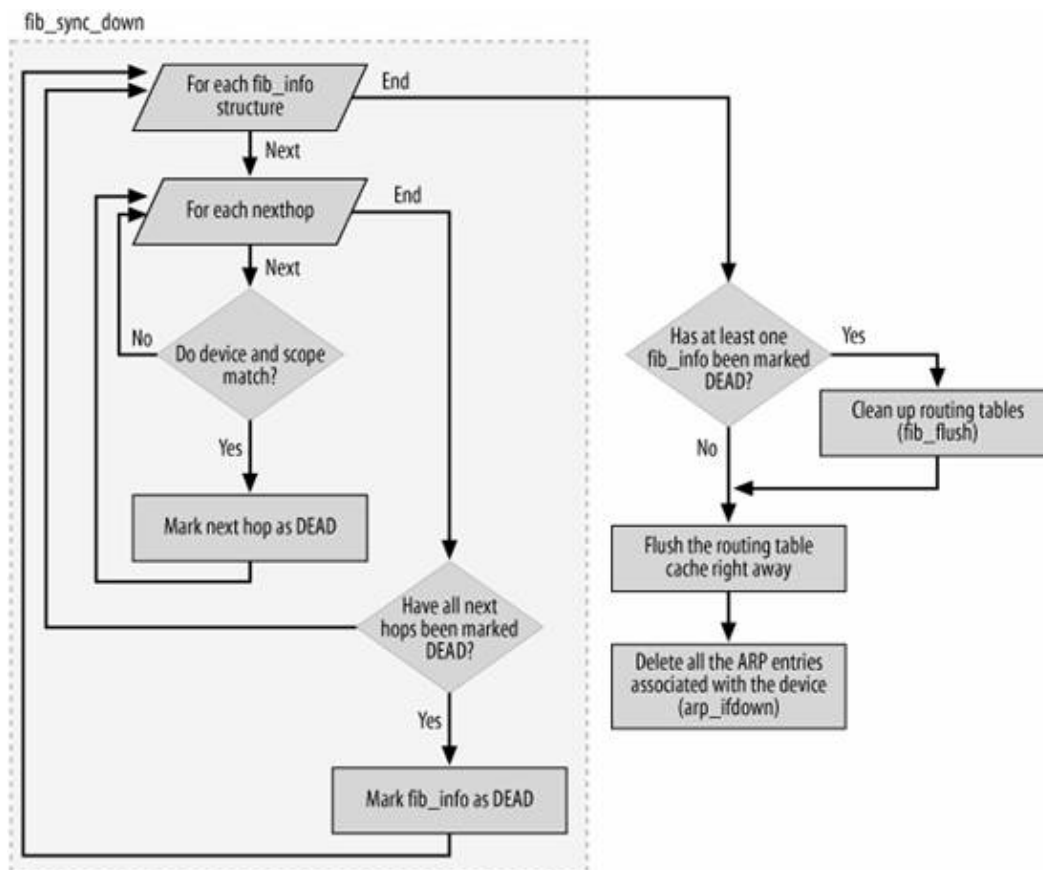 fib_sync_down
For each fib_info
structure
End
Next
For each nexthop
End
Next
No
Do device and scope
match?
Yes
Mark next hop as DEAD
Have all next
hops been marked
DEAD?
Yes
Mark fib_info as DEAD
Has at least one
fib_info been marked
DEAD?
Yes
Clean up routing tables
(fib_flush)
No
Flush the routing table
cache right away
Delete all the ARP entries
associated with the device
(arp_ifdown)